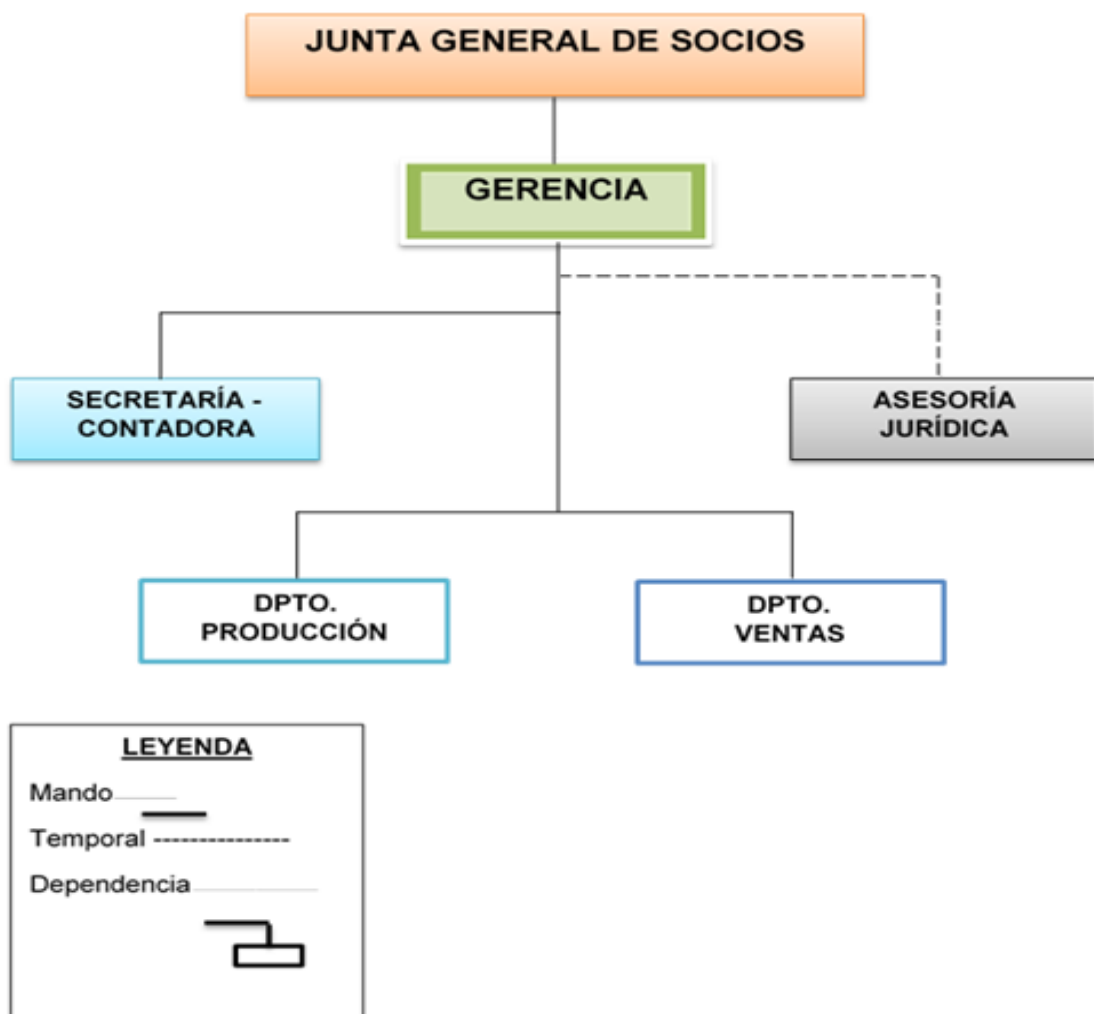 JUNTA GENERAL DE SOCIOS
GERENCIA
SECRETARÍA -
CONTADORA
ASESORÍA
JURÍDICA
DPTO.
PRODUCCIÓN
DPTO.
VENTAS
LEYENDA
Mando
Temporal ---------------
Dependencia